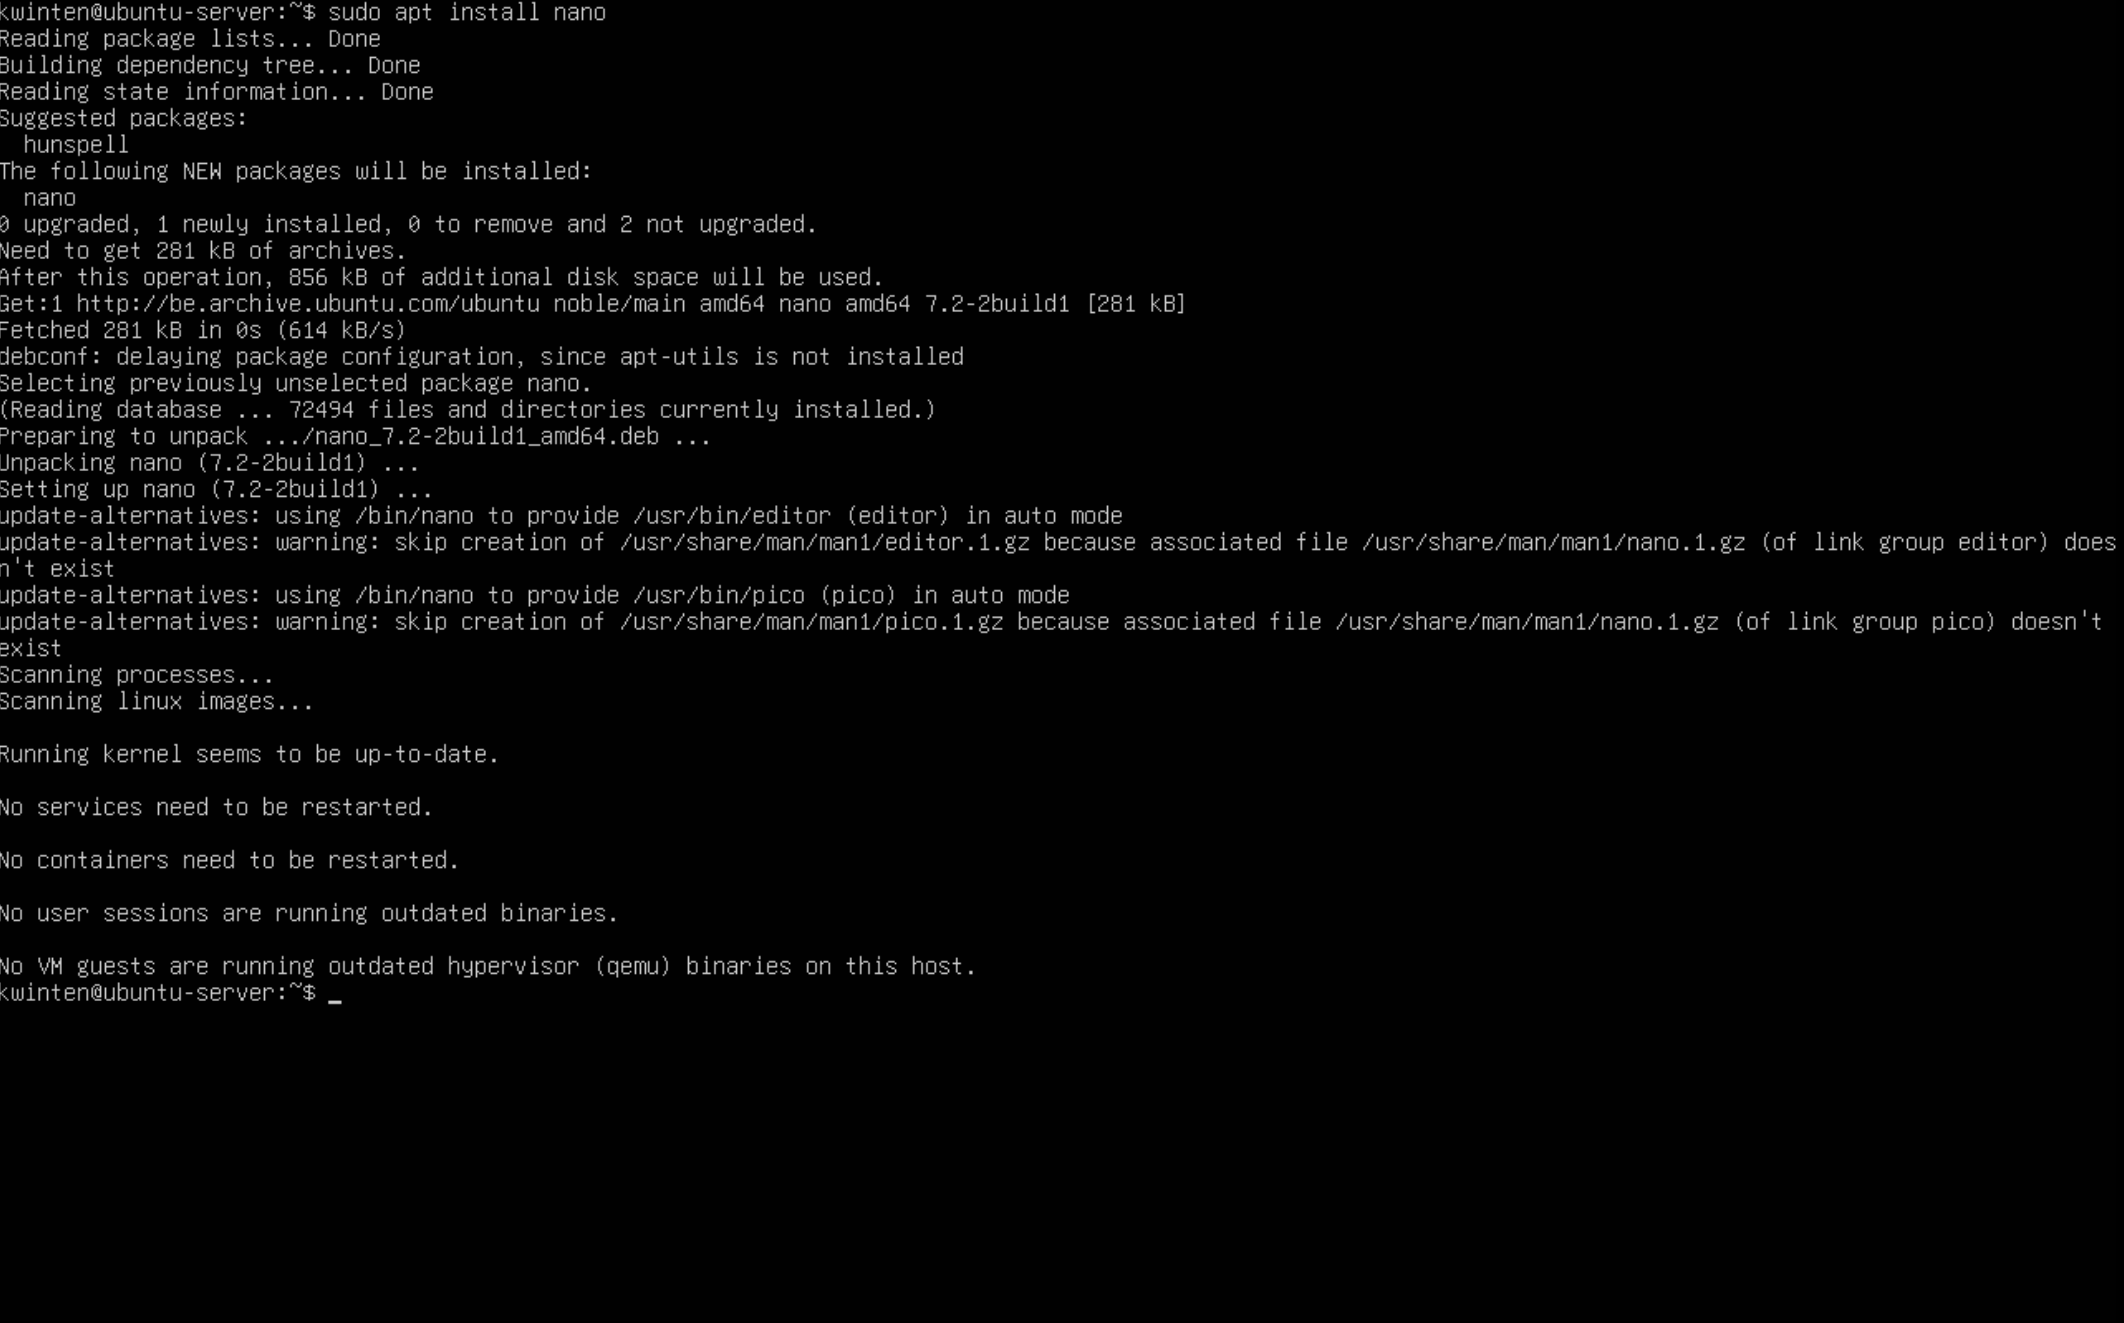 kwinten@ubuntu-server:~$ sudo apt install nano
Reading package lists... Done
Building dependency tree... Done
Reading state information... Done
Suggested packages:
  hunspell
The following NEW packages will be installed:
  nano
0 upgraded, 1 newly installed, 0 to remove and 2 not upgraded.
Need to get 281 kB of archives.
After this operation, 856 kB of additional disk space will be used.
Get:1 http://be.archive.ubuntu.com/ubuntu noble/main amd64 nano amd64 7.2-2build1 [281 kB]
Fetched 281 kB in 0s (614 kB/s)
debconf: delaying package configuration, since apt-utils is not installed
Selecting previously unselected package nano.
(Reading database ... 72494 files and directories currently installed.)
Preparing to unpack .../nano_7.2-2build1_amd64.deb ...
Unpacking nano (7.2-2build1) ...
Setting up nano (7.2-2build1) ...
update-alternatives: using /bin/nano to provide /usr/bin/editor (editor) in auto mode
update-alternatives: warning: skip creation of /usr/share/man/man1/editor.1.gz because associated file /usr/share/man/man1/nano.1.gz (of link group editor) does
n't exist
update-alternatives: using /bin/nano to provide /usr/bin/pico (pico) in auto mode
update-alternatives: warning: skip creation of /usr/share/man/man1/pico.1.gz because associated file /usr/share/man/man1/nano.1.gz (of link group pico) doesn't
exist
Scanning processes...
Scanning linux images...

Running kernel seems to be up-to-date.

No services need to be restarted.

No containers need to be restarted.

No user sessions are running outdated binaries.

No VM guests are running outdated hypervisor (qemu) binaries on this host.
kwinten@ubuntu-server:~$ _